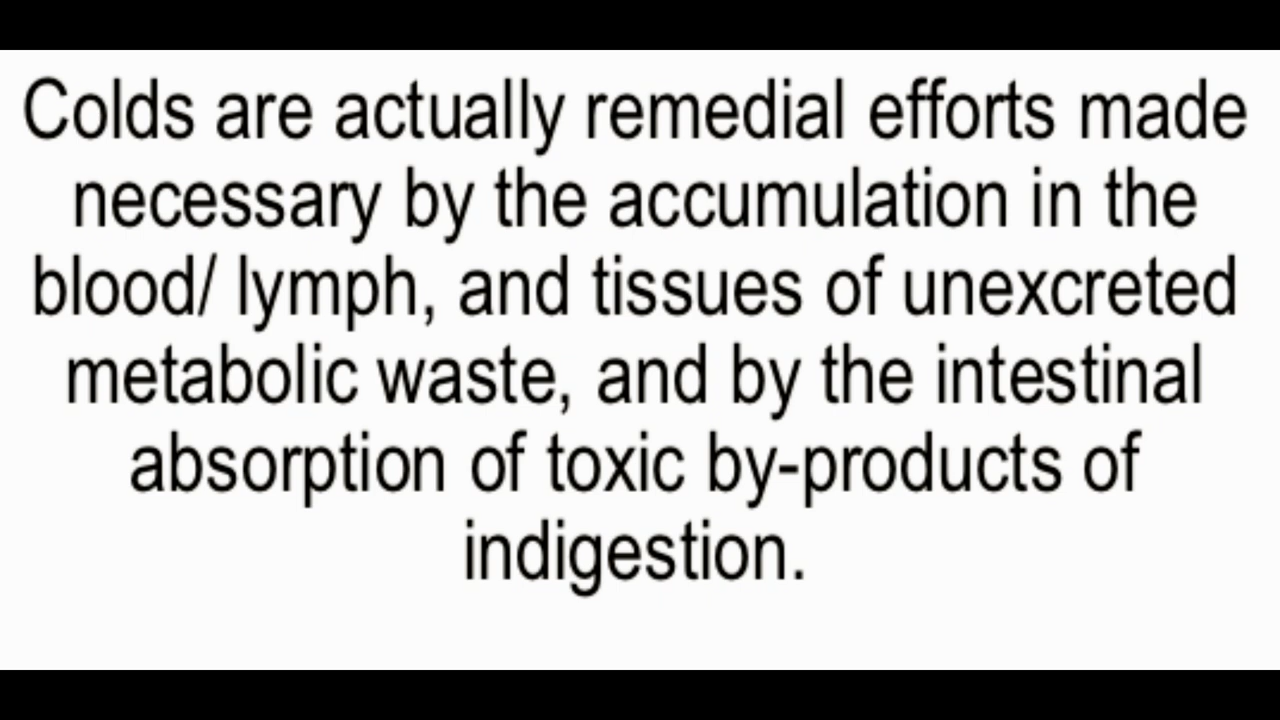 Colds are actually remedial efforts made
necessary by the accumulation in the
blood/ lymph, and tissues of unexcreted
metabolic waste, and by the intestinal
absorption of toxic by-products of
indigestion.